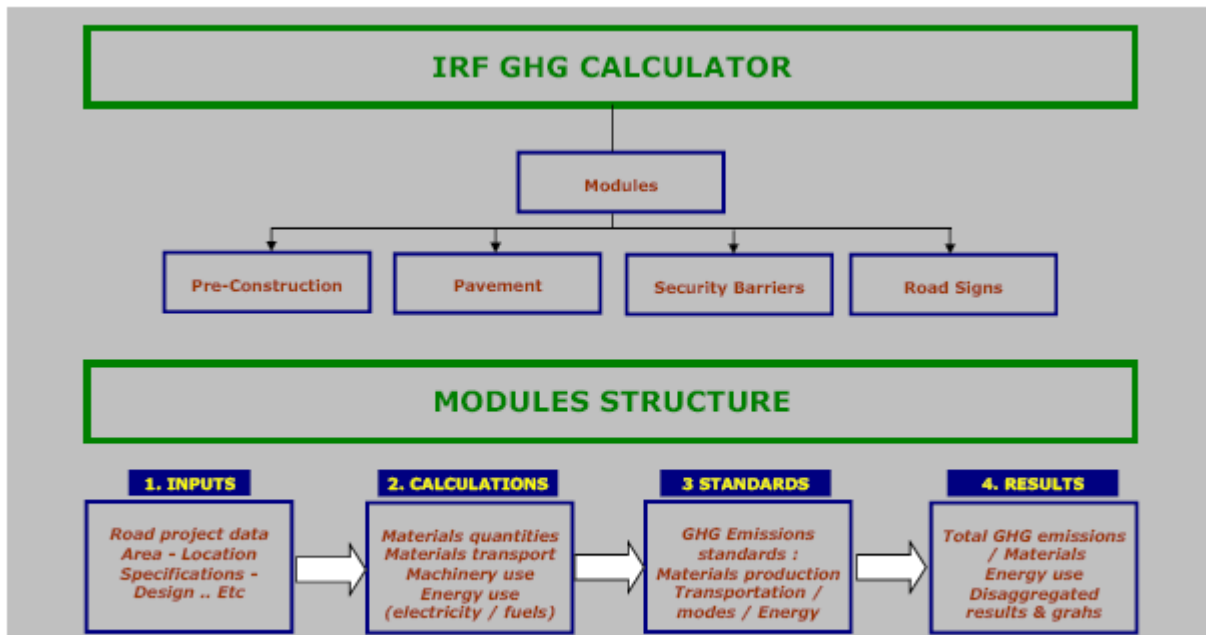 IRF GHG CALCULATOR
Modules
Pre-Construction
Pavement
Security Barriers
Road Signs
MODULES STRUCTURE
1. INPUTS
Road project data
Area - Location
Specifications -
Design .. Etc
2. CALCULATIONS
Materials quantities
Materials transport
Machinery use
Energy use
(electricity / fuels)
3 STANDARDS
GHG Emissions
standards :
Materials production
Transportation /
modes / Energy
4. RESULTS
Total GHG emissions
/ Materials
Energy use
Disaggregated
results & grahs